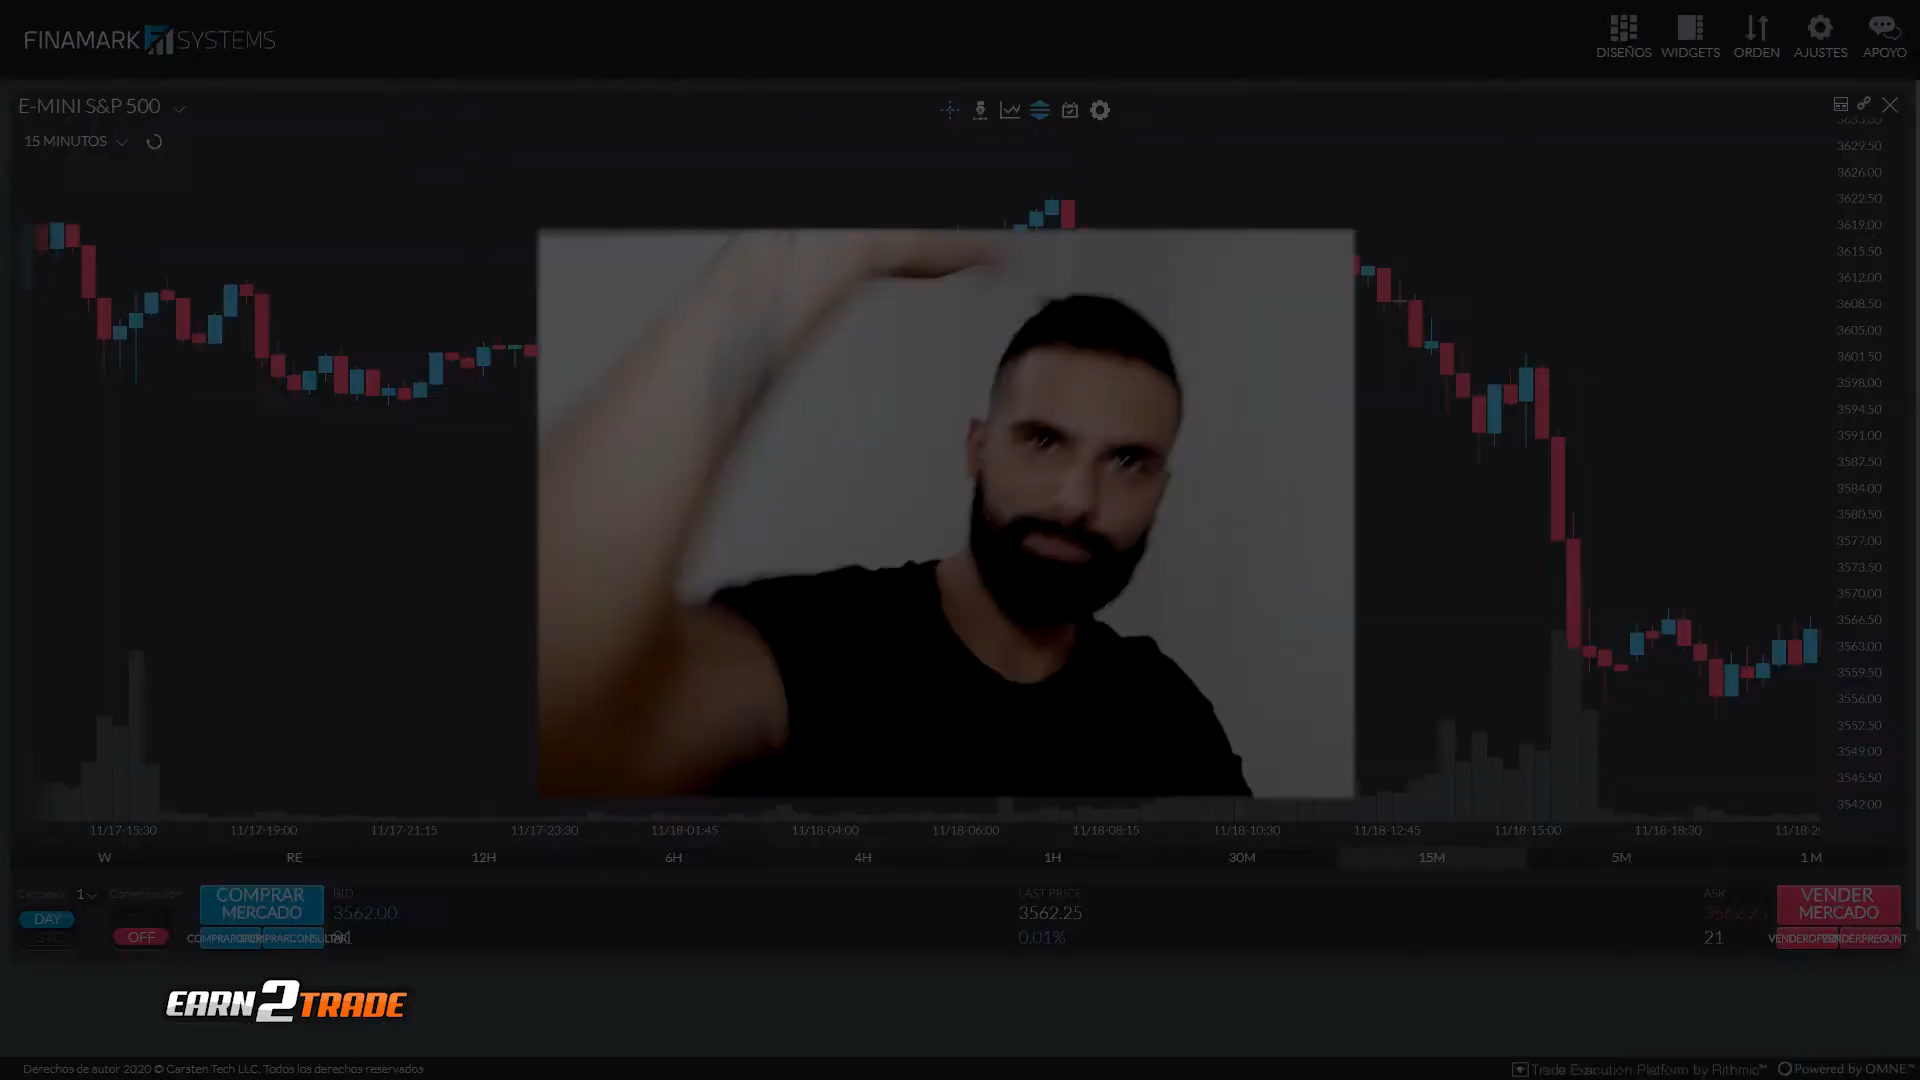 FINAMARK SYSTEMS
DISEÑOS WIDGETS ORDEN AJUSTES APOYO
E-MINI S&P 500
15 MINUTOS
3633.00
3629.50
3626.00
3622.50
3619.00
3615.50
3612.00
3608.50
3605.00
3601.50
3598.00
3594.50
3591.00
3587.50
3584.00
3580.50
3577.00
3573.50
3570.00
3566.50
3563.00
3559.50
3556.00
3552.50
3549.00
3545.50
3542.00
11/17-15:30 11/17-19:00 11/17-21:15 11/17-23:30 11/18-01:45 11/18-04:00 11/18-06:00 11/18-08:15 11/18-10:30 11/18-12:45 11/18-15:00 11/18-18:30
W RE 12H 6H 4H 1H 30M 15M 5M 1 M
1 COMPRAR MERCADO BID LAST PRICE ASK VENDER MERCADO
DAY 3562.00 3562.25 3562.25
OFF 0.01% 21
EARN2TRADE
Derechos de autor 2020 © Carsten Tech LLC. Todos los derechos reservados
Trade Execution Platform by Rithmic™ Powered by OMNE™